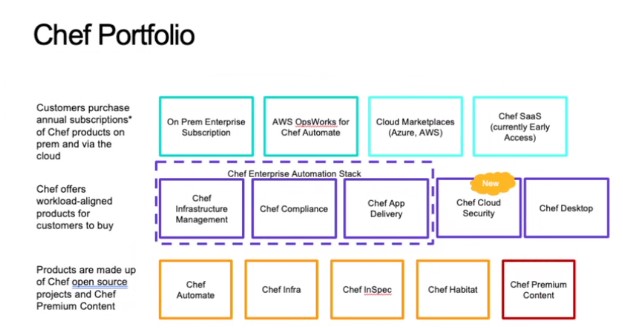 Chef Portfolio
Customers purchase
annual subscriptions*
of Chef products on
prem and via the
cloud
On Prem Enterprise
Subscription
AWS OpsWorks for
Chef Automate
Cloud Marketplaces
(Azure, AWS)
Chef SaaS
(currently Early
Access)
Chef Enterprise Automation Stack
Chef offers
workload-aligned
products for
customers to buy
Chef
Infrastructure
Management
Chef Compliance
Chef App
Delivery
New
Chef Cloud
Security
Chef Desktop
Products are made up
of Chef open source
projects and Chef
Premium Content
Chef
Automate
Chef Infra
Chef InSpec
Chef Habitat
Chef Premium
Content